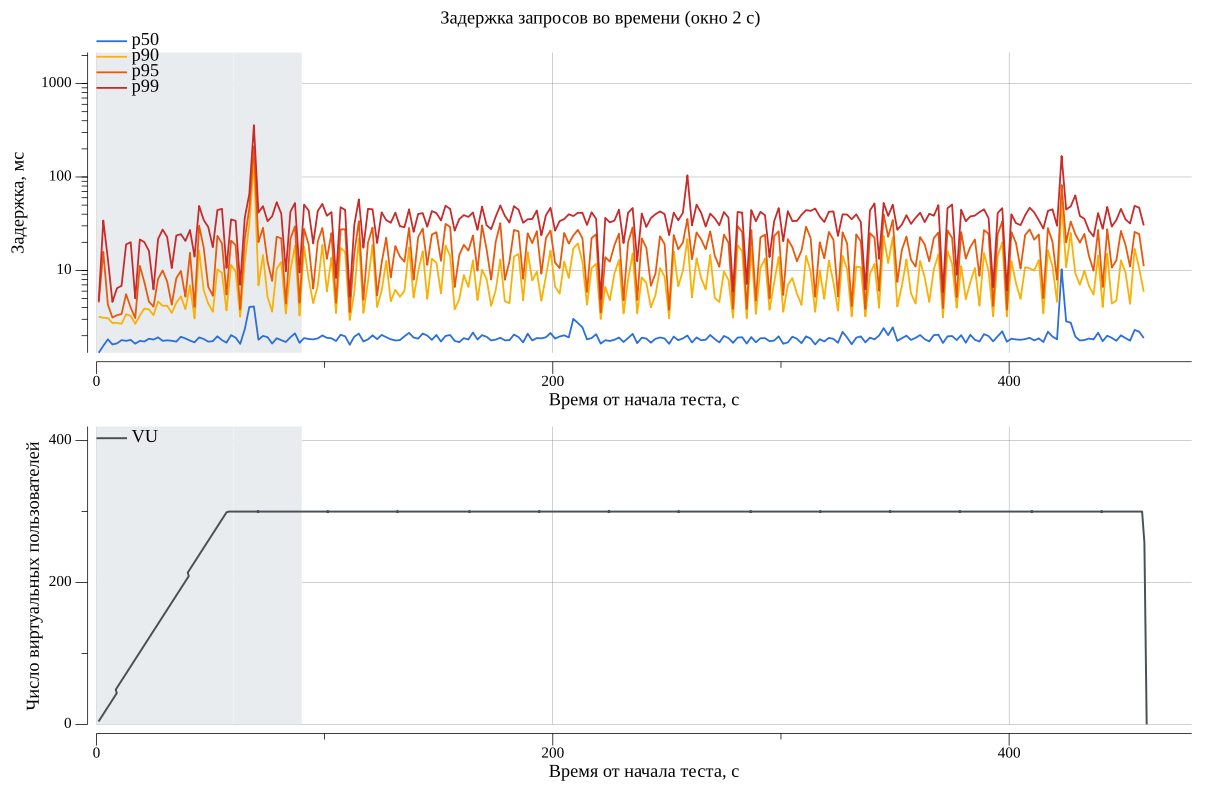 Задержка запросов во времени (окно 2 с)
p50
p90
p95
p99
1000
100
10
Задержка, мс
0
200
400
Время от начала теста, с
VU
400
200
0
Число виртуальных пользователей
0
200
400
Время от начала теста, с